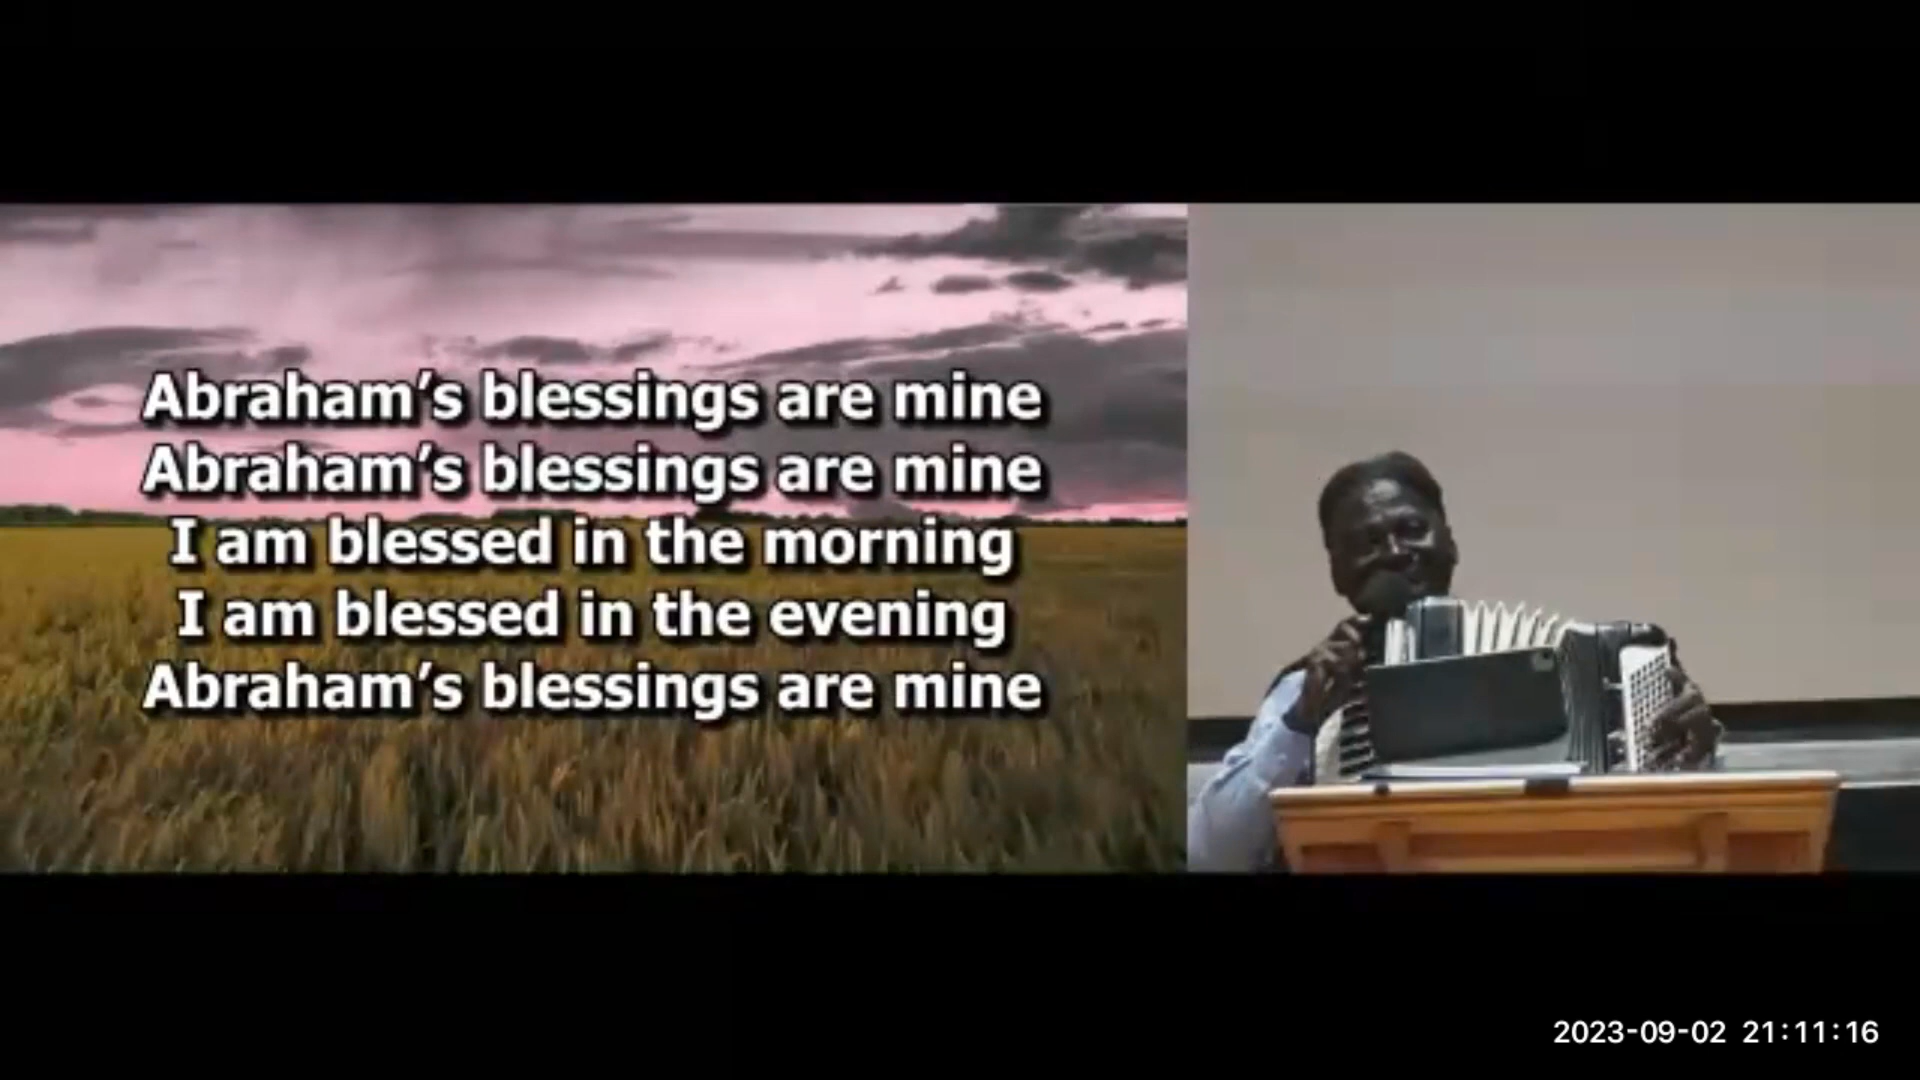 Abraham’s blessings are mine
Abraham’s blessings are mine
I am blessed in the morning
I am blessed in the evening
Abraham’s blessings are mine
2023-09-02 21:11:16